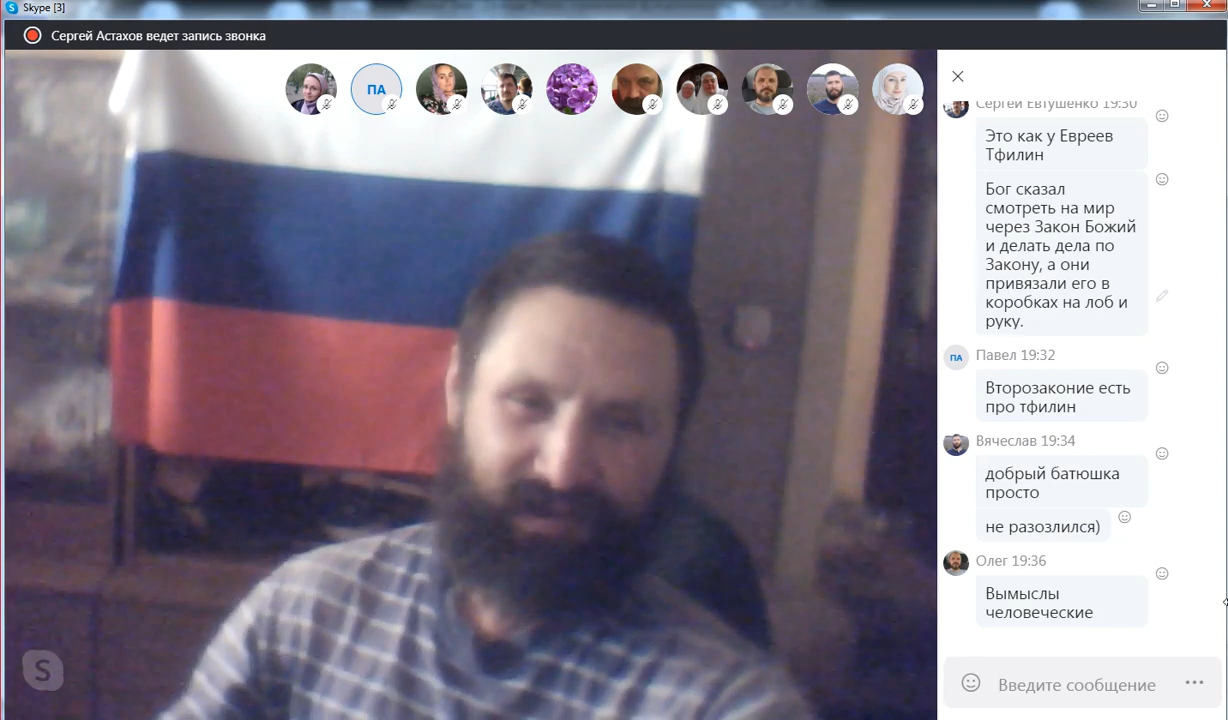 Skype [3]
Сергей Астахов ведет запись звонка
ПА
Сергей Евтушенко 19:30
Это как у Евреев
Тфилин
Бог сказал
смотреть на мир
через Закон Божий
и делать дела по
Закону, а они
привязали его в
коробках на лоб и
руку.
ПА
Павел 19:32
Второзаконие есть
про тфилин
Вячеслав 19:34
добрый батюшка
просто
не разозлился)
Олег 19:36
Вымыслы
человеческие
Введите сообщение